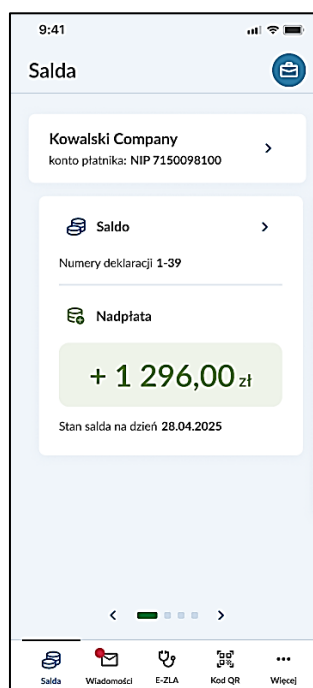 9:41
Salda
Kowalski Company
konto płatnika: NIP 7150098100
Saldo
Numery deklaracji 1-39
Nadpłata
+ 1 296,00 zł
Stan salda na dzień 28.04.2025
Salda Wiadomości E-ZLA Kod QR Więcej